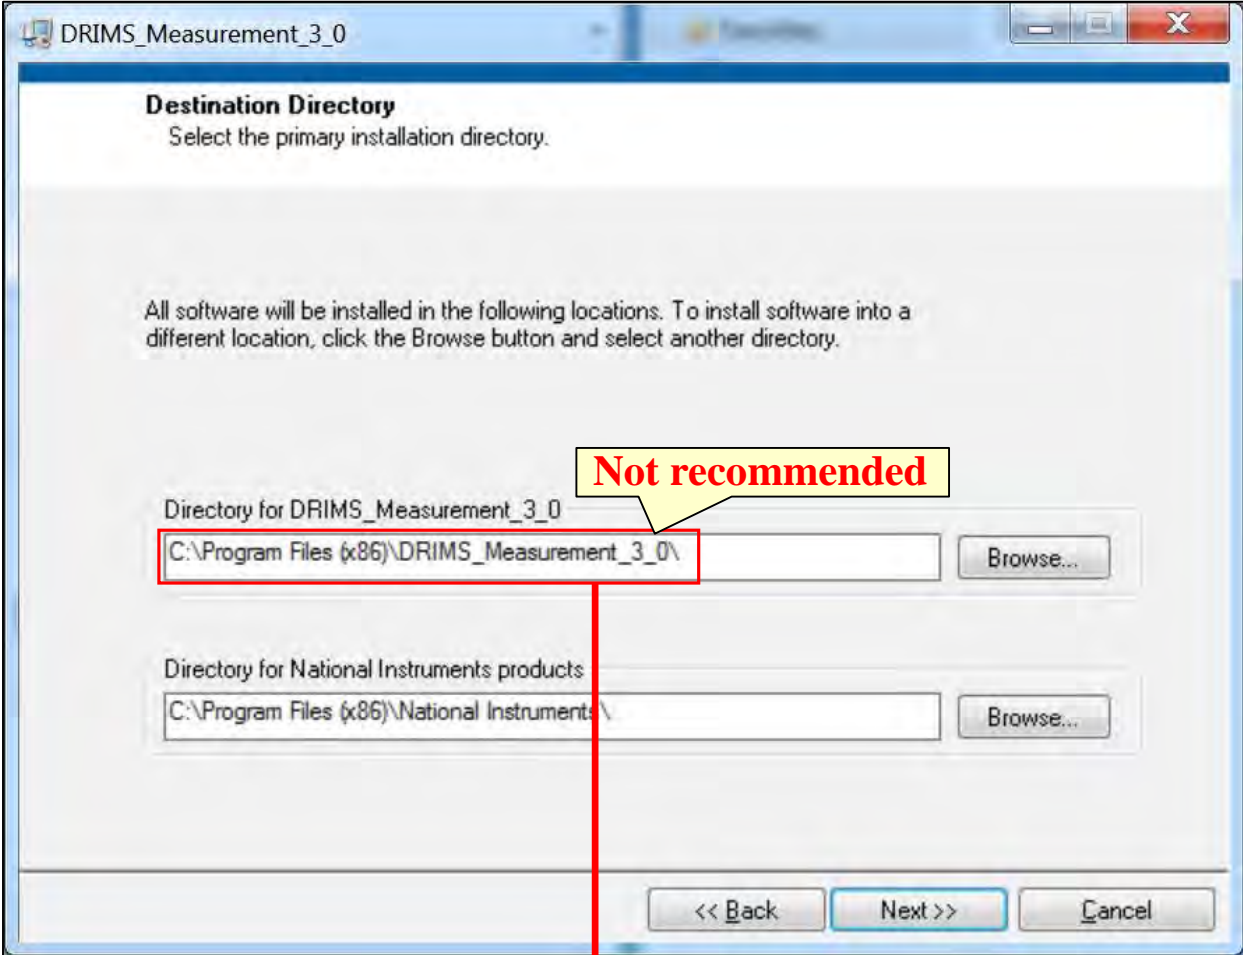 DRIMS_Measurement_3_0
Destination Directory
Select the primary installation directory.
All software will be installed in the following locations. To install software into a
different location, click the Browse button and select another directory.
Not recommended
Directory for DRIMS_Measurement_3_0
C:\Program Files (x86)\DRIMS_Measurement_3_0\
Browse...
Directory for National Instruments products
C:\Program Files (x86)\National Instruments\
Browse...
<< Back
Next >>
Cancel